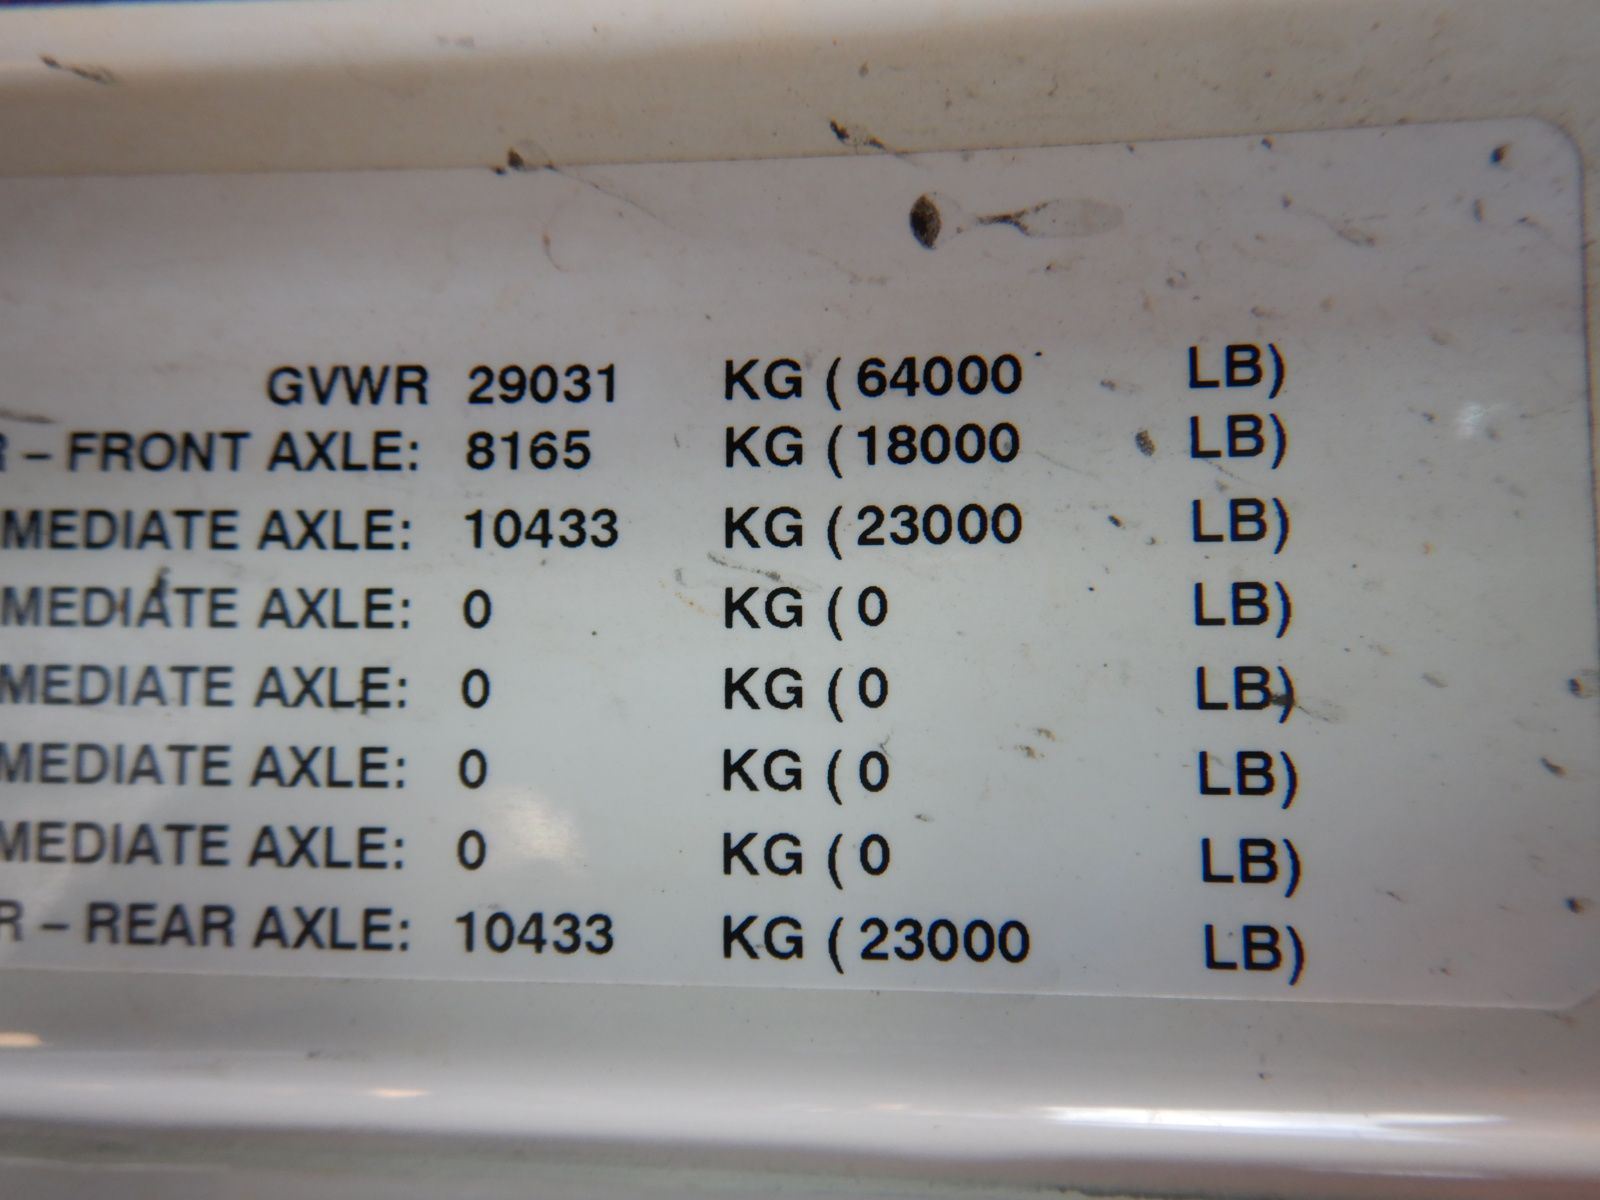 GVWR 29031 KG ( 64000 LB)
R – FRONT AXLE: 8165 KG ( 18000 LB)
MEDIATE AXLE: 10433 KG ( 23000 LB)
MEDIATE AXLE: 0 KG ( 0 LB)
MEDIATE AXLE: 0 KG ( 0 LB)
MEDIATE AXLE: 0 KG ( 0 LB)
MEDIATE AXLE: 0 KG ( 0 LB)
R – REAR AXLE: 10433 KG ( 23000 LB)